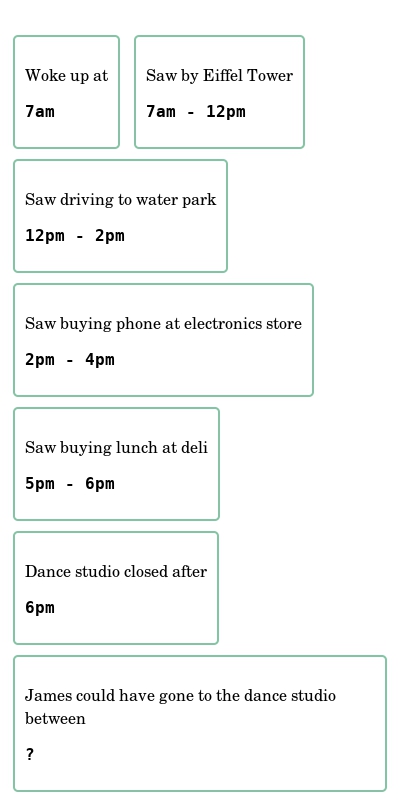 Woke up at
7am
Saw by Eiffel Tower
7am - 12pm
Saw driving to water park
12pm - 2pm
Saw buying phone at electronics store
2pm - 4pm
Saw buying lunch at deli
5pm - 6pm
Dance studio closed after
6pm
James could have gone to the dance studio
between
?